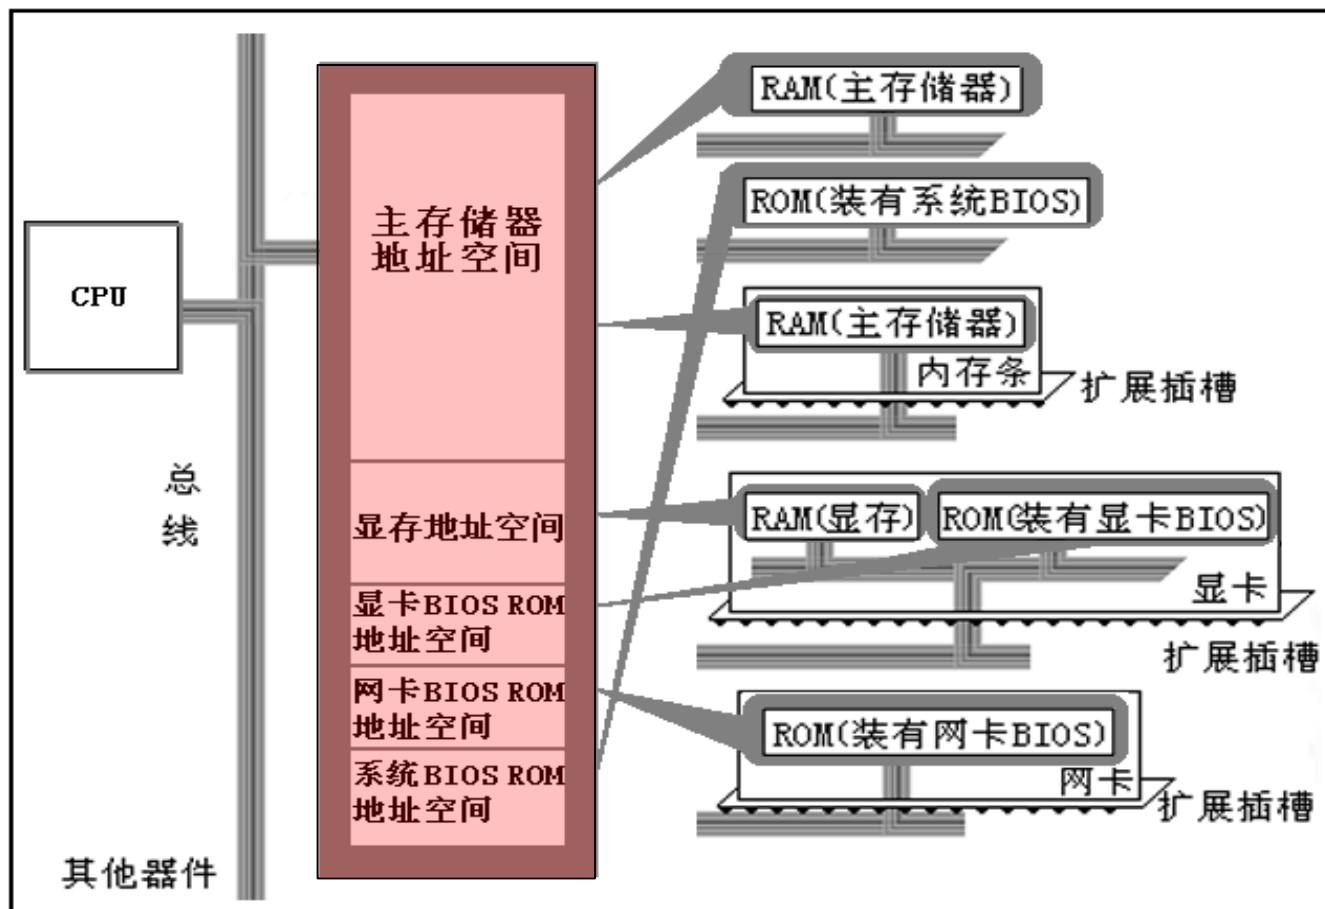 CPU
总
线
其他器件
主存储器
地址空间
显存地址空间
显卡BIOS ROM
地址空间
网卡BIOS ROM
地址空间
系统BIOS ROM
地址空间
RAM(主存储器)
ROM(装有系统BIOS)
RAM(主存储器)
内存条
扩展插槽
RAM(显存)
ROM(装有显卡BIOS)
显卡
扩展插槽
ROM(装有网卡BIOS)
网卡
扩展插槽